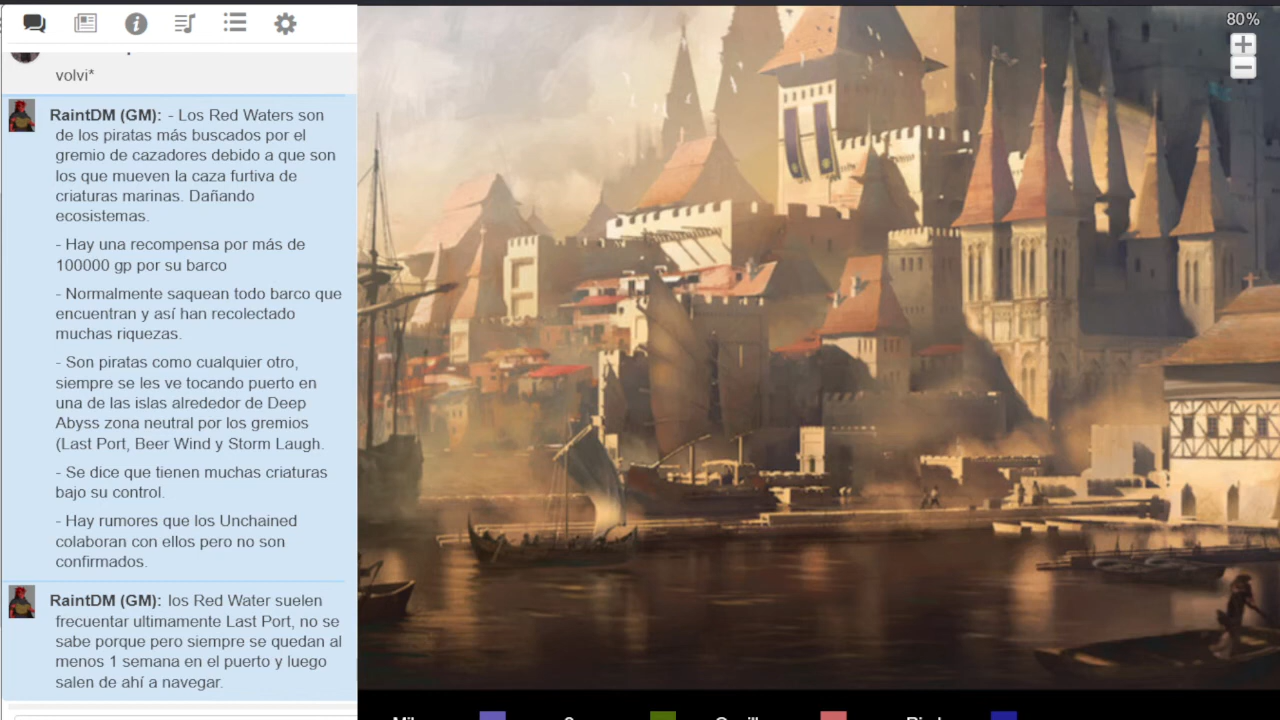 80%
volvi*
RaintDM (GM): - Los Red Waters son
de los piratas más buscados por el
gremio de cazadores debido a que son
los que mueven la caza furtiva de
criaturas marinas. Dañando
ecosistemas.
- Hay una recompensa por más de
100000 gp por su barco
- Normalmente saquean todo barco que
encuentran y así han recolectado
muchas riquezas.
- Son piratas como cualquier otro,
siempre se les ve tocando puerto en
una de las islas alrededor de Deep
Abyss zona neutral por los gremios
(Last Port, Beer Wind y Storm Laugh.
- Se dice que tienen muchas criaturas
bajo su control.
- Hay rumores que los Unchained
colaboran con ellos pero no son
confirmados.
RaintDM (GM): los Red Water suelen
frecuentar ultimamente Last Port, no se
sabe porque pero siempre se quedan al
menos 1 semana en el puerto y luego
salen de ahí a navegar.